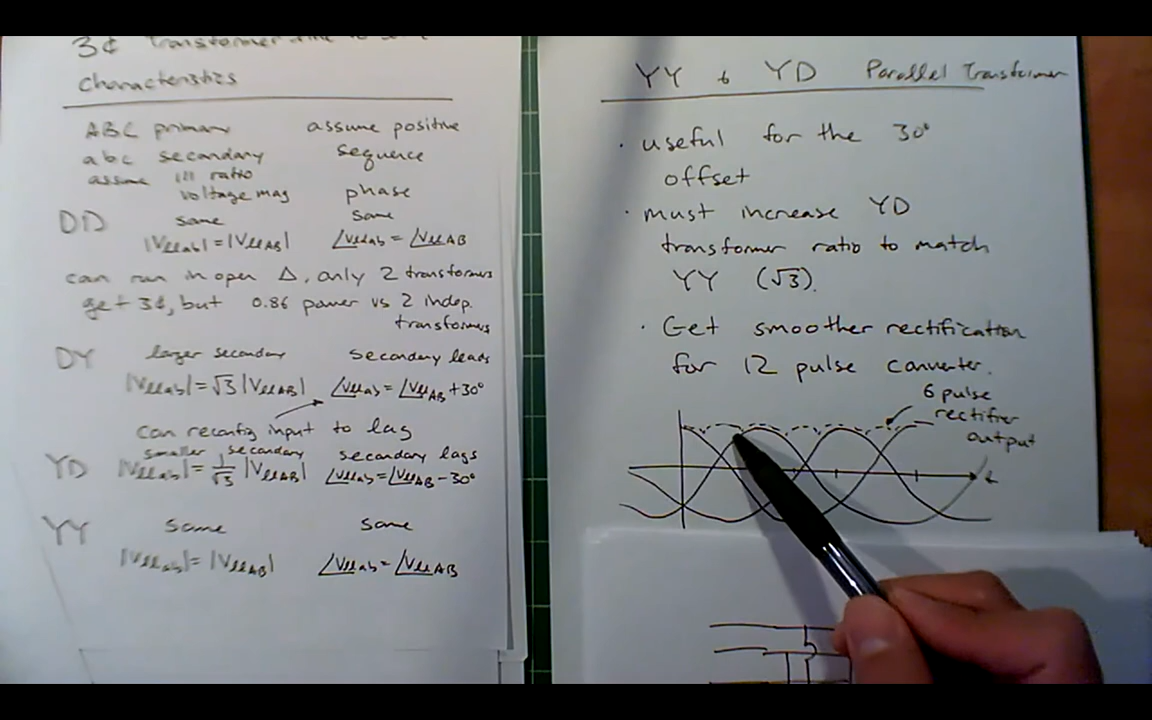 3¢ Transformer
Characteristics
ABC primary assume positive
abc secondary sequence
assume 1:1 ratio
voltage mag phase
DD same same
|Vllab| = |VllAB| ∠Vllab = ∠VllAB
can run in open Δ, only 2 transformers
get 3¢, but 0.86 power vs 2 indep.
transformers
DY larger secondary secondary leads
|Vllab| = √3 |VllAB| ∠Vllab = ∠VllAB + 30°
can reconfig input to lag
smaller secondary secondary lags
YD |Vllab| = 1/√3 |VllAB| ∠Vllab = ∠VllAB - 30°
YY same same
|Vllab| = |VllAB| ∠Vllab = ∠VllAB
YY & YD Parallel Transformer
· useful for the 30°
offset
· must increase YD
transformer ratio to match
YY (√3).
· Get smoother rectification
for 12 pulse converter.
6 pulse
rectifier
output
t